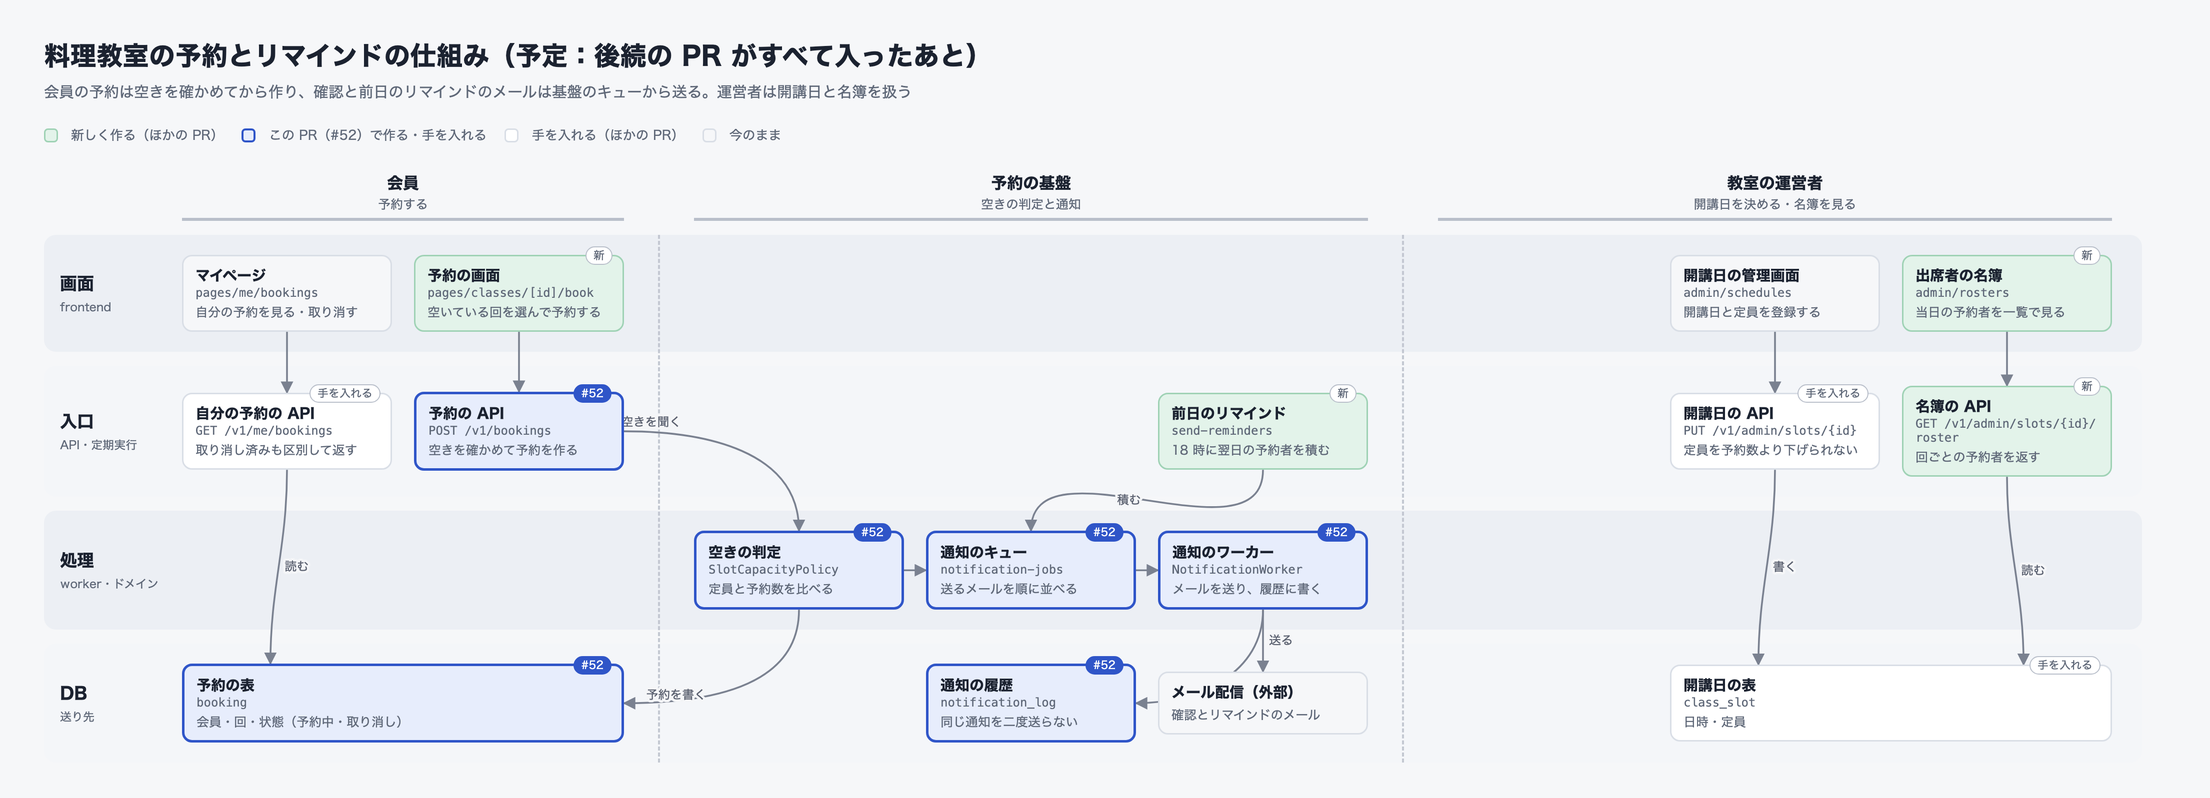 料理教室の予約とリマインドの仕組み（予定：後続の PR がすべて入ったあと）
会員の予約は空きを確かめてから作り、確認と前日のリマインドのメールは基盤のキューから送る。運営者は開講日と名簿を扱う
新しく作る（ほかの PR）
この PR（#52）で作る・手を入れる
手を入れる（ほかの PR）
今のまま
会員
予約する
予約の基盤
空きの判定と通知
教室の運営者
開講日を決める・名簿を見る
画面
frontend
マイページ
pages/me/bookings
自分の予約を見る・取り消す
新
予約の画面
pages/classes/[id]/book
空いている回を選んで予約する
開講日の管理画面
admin/schedules
開講日と定員を登録する
新
出席者の名簿
admin/rosters
当日の予約者を一覧で見る
入口
API・定期実行
手を入れる
自分の予約の API
GET /v1/me/bookings
取り消し済みも区別して返す
#52
予約の API
POST /v1/bookings
空きを確かめて予約を作る
空きを聞く
新
前日のリマインド
send-reminders
18 時に翌日の予約者を積む
積む
手を入れる
開講日の API
PUT /v1/admin/slots/{id}
定員を予約数より下げられない
新
名簿の API
GET /v1/admin/slots/{id}/
roster
回ごとの予約者を返す
処理
worker・ドメイン
読む
#52
空きの判定
SlotCapacityPolicy
定員と予約数を比べる
#52
通知のキュー
notification-jobs
送るメールを順に並べる
#52
通知のワーカー
NotificationWorker
メールを送り、履歴に書く
書く
読む
送る
予約を書く
DB
送り先
#52
予約の表
booking
会員・回・状態（予約中・取り消し）
#52
通知の履歴
notification_log
同じ通知を二度送らない
メール配信（外部）
確認とリマインドのメール
手を入れる
開講日の表
class_slot
日時・定員